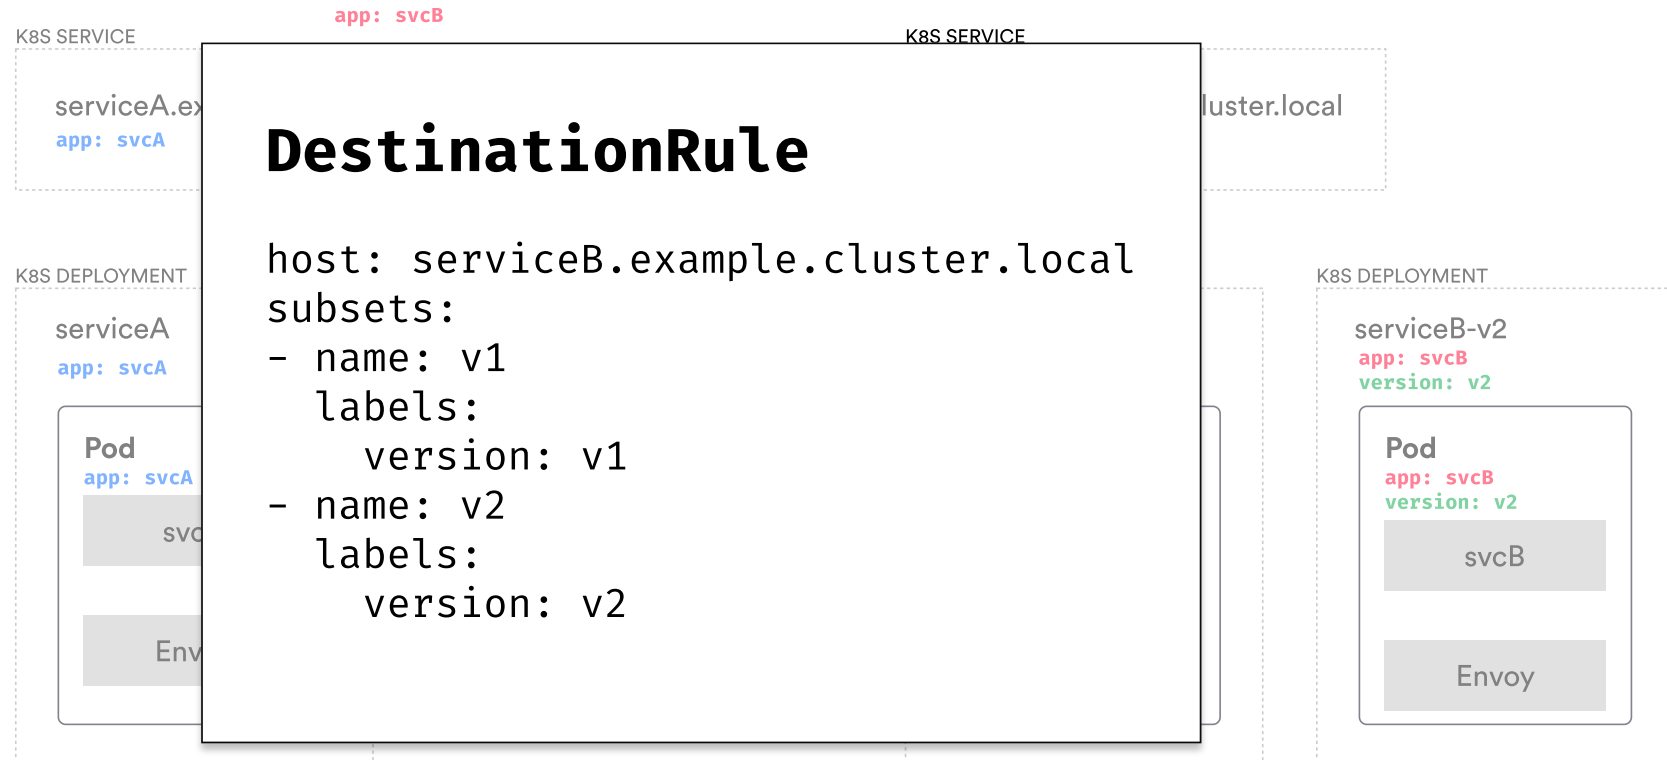 app: svcB
K8S SERVICE
K8S SERVICE
serviceA.ex
luster.local
app: svcA
DestinationRule
host: serviceB.example.cluster.local
subsets:
- name: v1
  labels:
    version: v1
- name: v2
  labels:
    version: v2
K8S DEPLOYMENT
serviceA
app: svcA
Pod
app: svcA
svc
Env
K8S DEPLOYMENT
serviceB-v2
app: svcB
version: v2
Pod
app: svcB
version: v2
svcB
Envoy